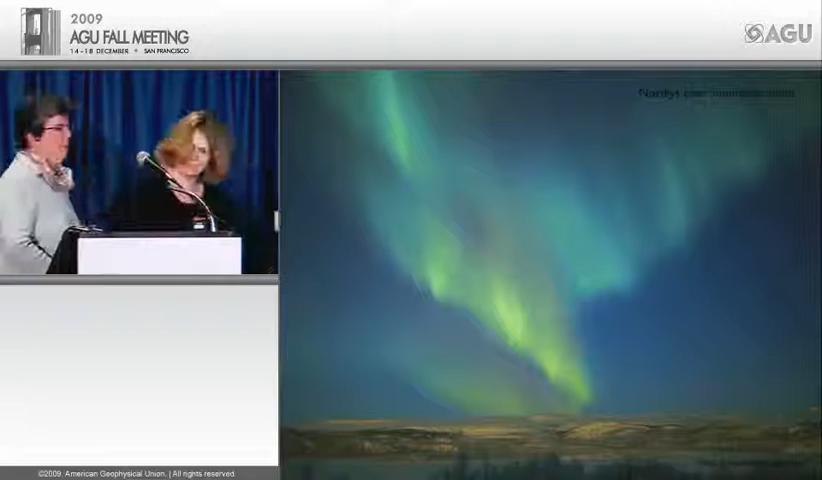 2009
AGU FALL MEETING
14 - 18 DECEMBER • SAN FRANCISCO
AGU
©2009. American Geophysical Union. | All rights reserved.